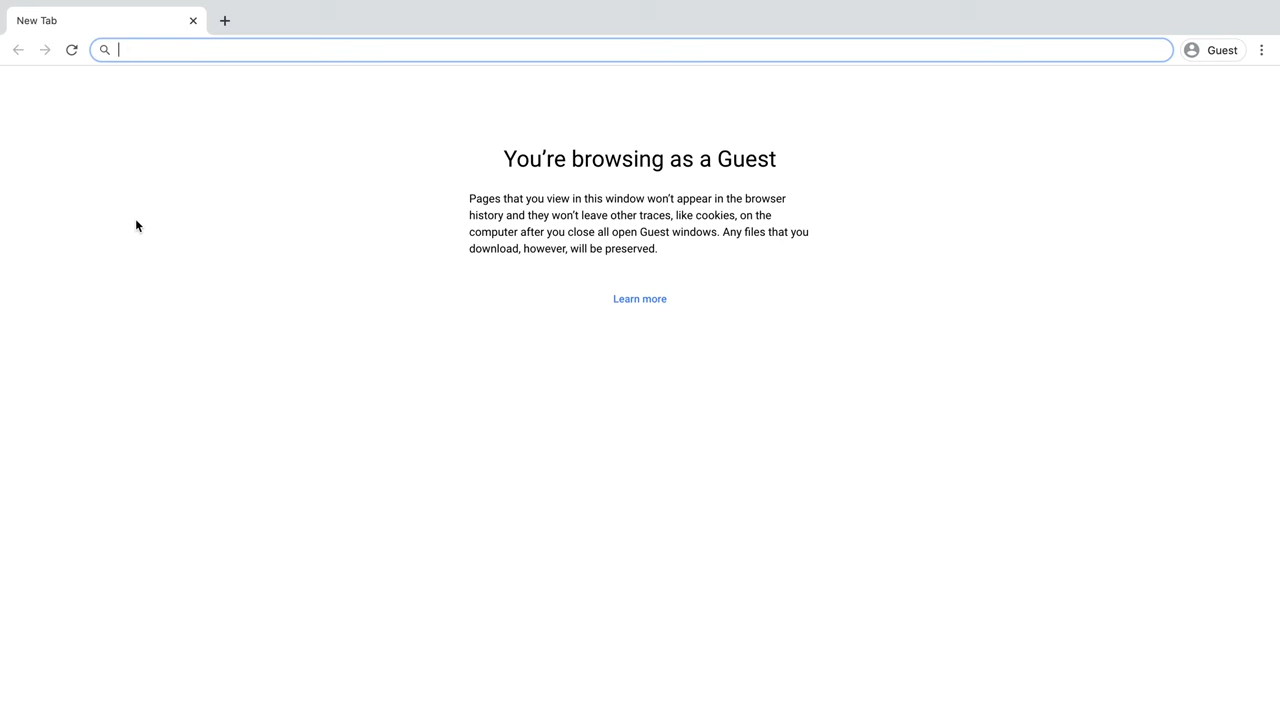 New Tab
Guest
You’re browsing as a Guest
Pages that you view in this window won’t appear in the browser
history and they won’t leave other traces, like cookies, on the
computer after you close all open Guest windows. Any files that you
download, however, will be preserved.
Learn more